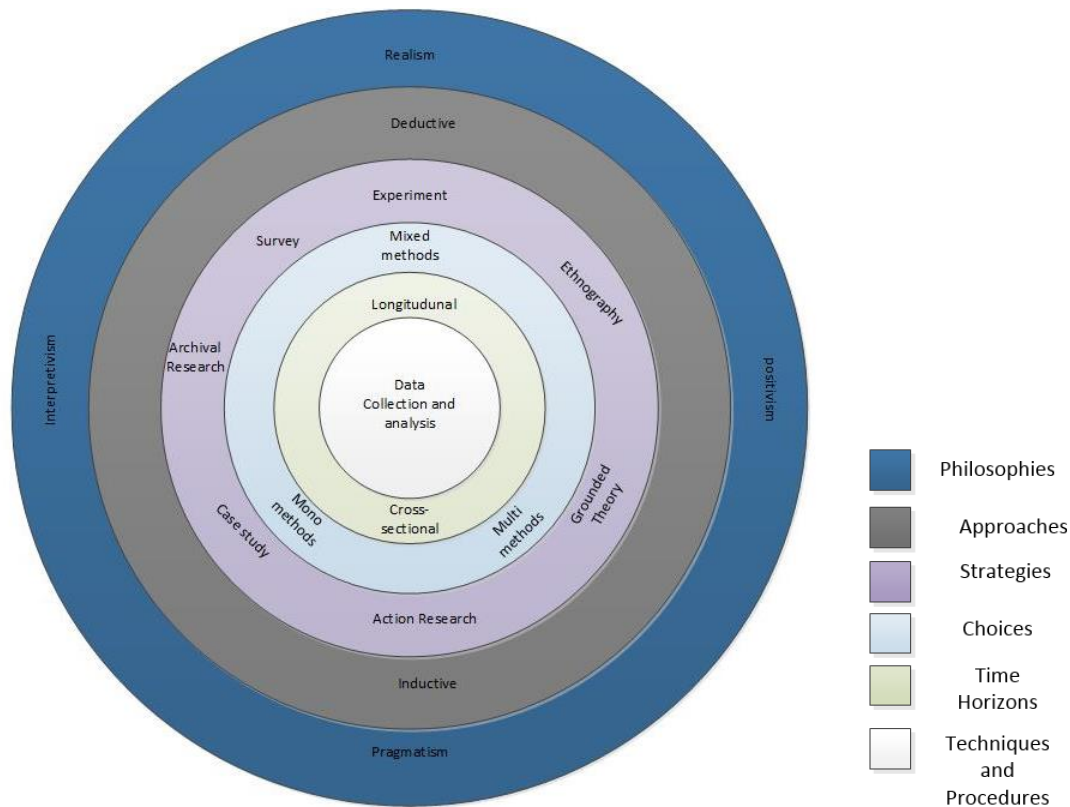 Realism
Deductive
Experiment
Survey
Mixed
methods
Ethnography
Longitudunal
Archival
Research
Interpretivism
positivism
Data
Collection and
analysis
Mono
methods
Cross-
sectional
Multi
methods
Grounded
Theory
Case study
Action Research
Inductive
Pragmatism
Philosophies
Approaches
Strategies
Choices
Time
Horizons
Techniques
and
Procedures